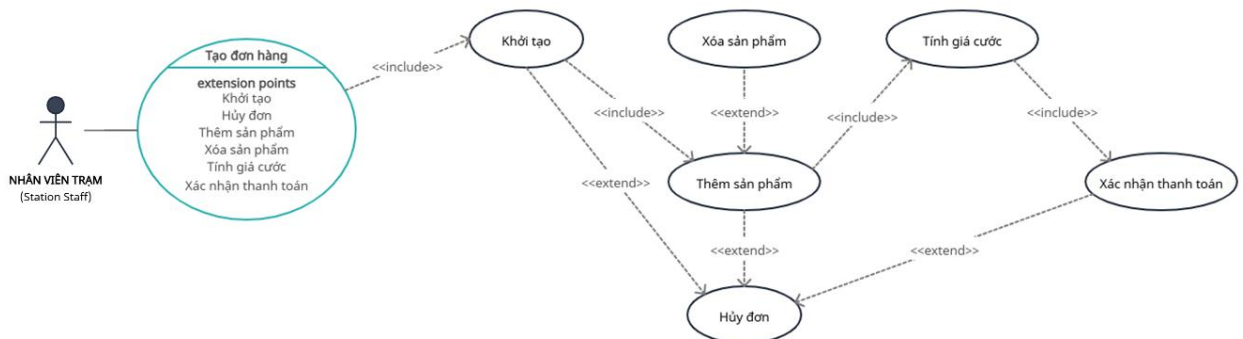 Tạo đơn hàng
extension points
Khởi tạo
Hủy đơn
Thêm sản phẩm
Xóa sản phẩm
Tính giá cước
Xác nhận thanh toán
NHÂN VIÊN TRẠM
(Station Staff)
<<include>>
Khởi tạo
Xóa sản phẩm
Tính giá cước
<<include>>
<<extend>>
<<include>>
<<include>>
<<extend>>
Thêm sản phẩm
Xác nhận thanh toán
<<extend>>
<<extend>>
Hủy đơn